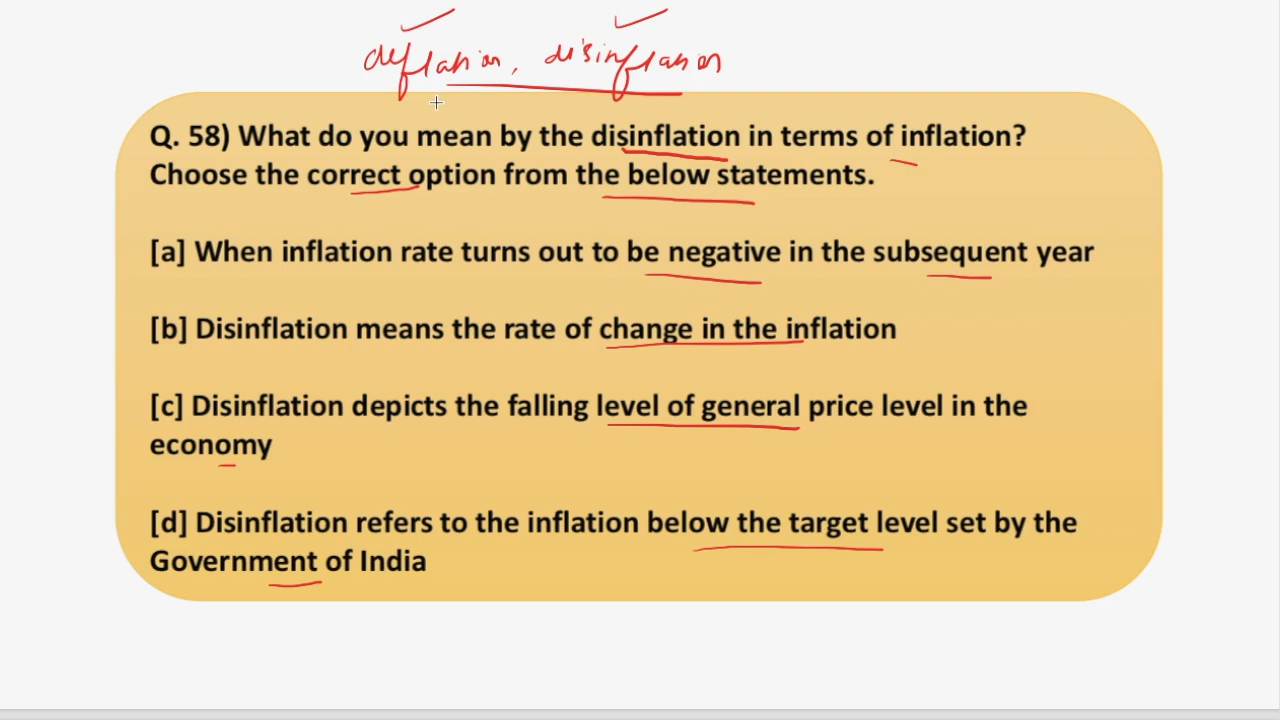 deflation, disinflation
Q. 58) What do you mean by the disinflation in terms of inflation?
Choose the correct option from the below statements.
[a] When inflation rate turns out to be negative in the subsequent year
[b] Disinflation means the rate of change in the inflation
[c] Disinflation depicts the falling level of general price level in the
economy
[d] Disinflation refers to the inflation below the target level set by the
Government of India